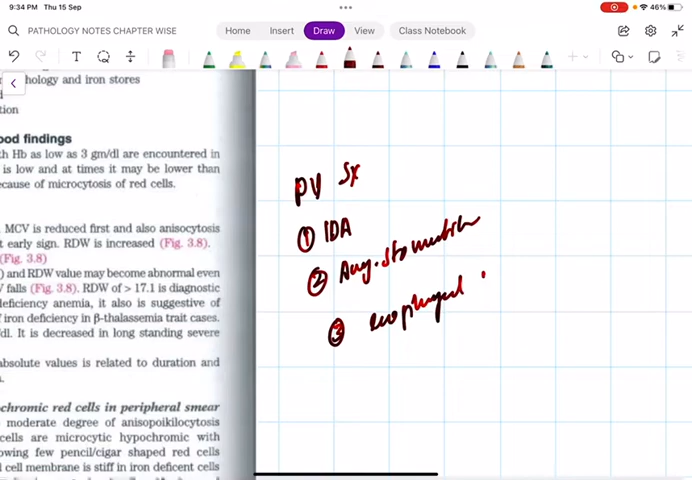 9:34 PM Thu 15 Sep
46%
PATHOLOGY NOTES CHAPTER WISE
Home Insert Draw View Class Notebook
hology and iron stores
tion
ood findings
th Hb as low as 3 gm/dl are encountered in
is low and at times it may be lower than
ecause of microcytosis of red cells.
MCV is reduced first and also anisocytosis
t early sign. RDW is increased (Fig. 3.8).
(Fig. 3.8)
) and RDW value may become abnormal even
falls (Fig. 3.8). RDW of > 17.1 is diagnostic
deficiency anemia, it also is suggestive of
f iron deficiency in β-thalassemia trait cases.
/dl. It is decreased in long standing severe
absolute values is related to duration and
s.
chromic red cells in peripheral smear
moderate degree of anisopoikilocytosis
cells are microcytic hypochromic with
owing few pencil/cigar shaped red cells
d cell membrane is stiff in iron deficent cells
PV Sx
① IDA
② Ang. stomatitis
③ esophageal